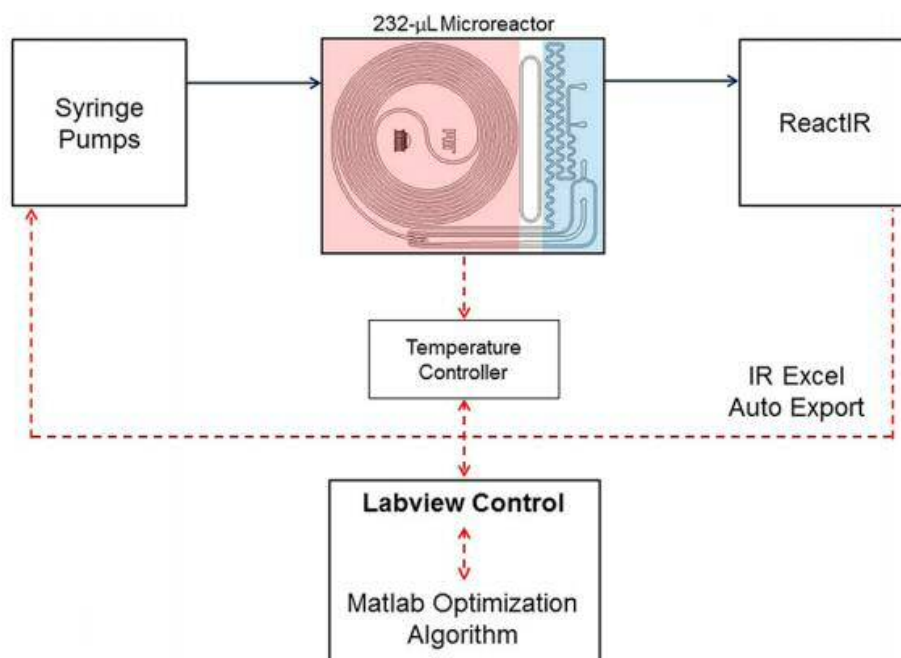 232-μL Microreactor
Syringe
Pumps
ReactIR
Temperature
Controller
IR Excel
Auto Export
Labview Control
Matlab Optimization
Algorithm